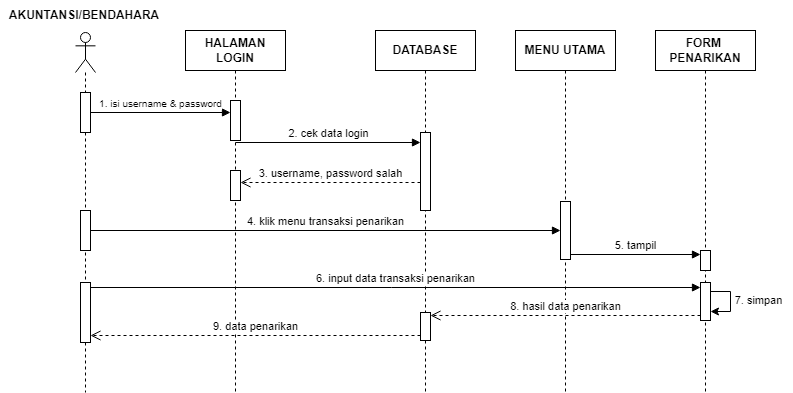 AKUNTANSI/BENDAHARA
HALAMAN
LOGIN
DATABASE
MENU UTAMA
FORM
PENARIKAN
1. isi username & password
2. cek data login
3. username, password salah
4. klik menu transaksi penarikan
5. tampil
6. input data transaksi penarikan
7. simpan
8. hasil data penarikan
9. data penarikan